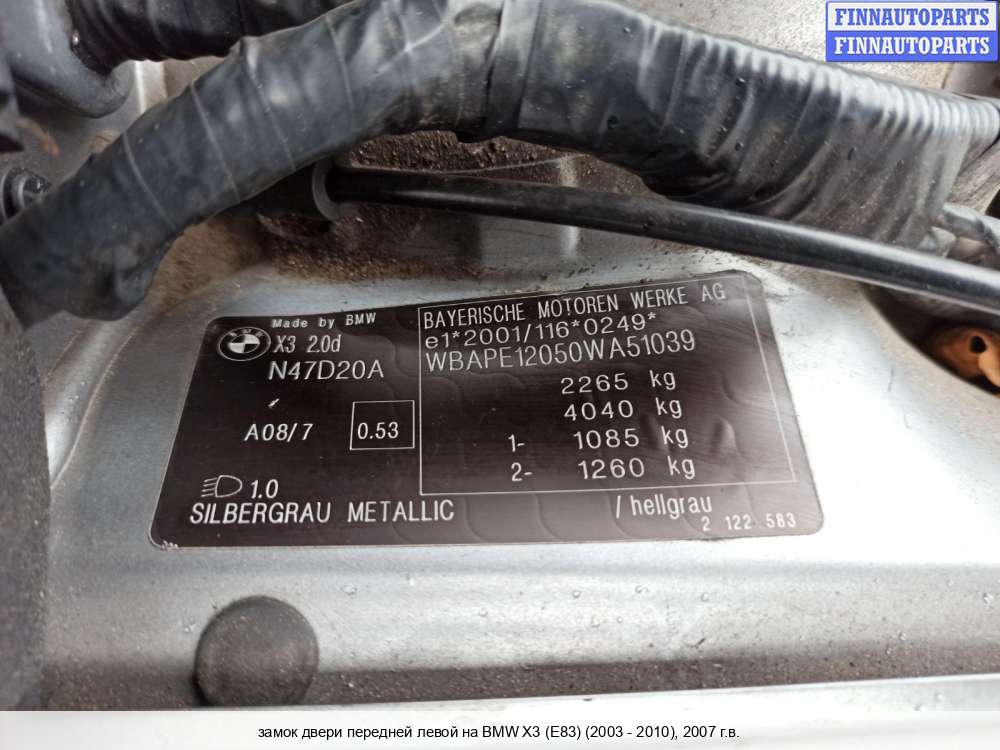 FINNAUTOPARTS
FINNAUTOPARTS
Made by BMW
X3 2.0d
N47D20A
A08/7
0.53
1.0
SILBERGRAU METALLIC
BAYERISCHE MOTOREN WERKE AG
e1*2001/116*0249*
WBAPE12050WA51039
2265 kg
4040 kg
1- 1085 kg
2- 1260 kg
/ hellgrau
2 122 583
замок двери передней левой на BMW X3 (E83) (2003 - 2010), 2007 г.в.